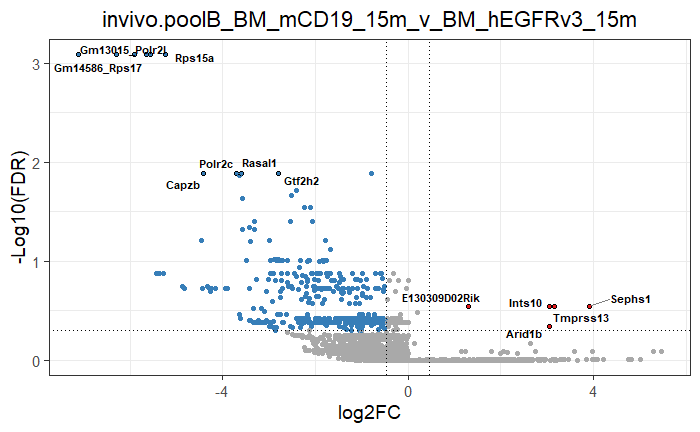 invivo.poolB_BM_mCD19_15m_v_BM_hEGFRv3_15m
-Log10(FDR)
3
2
1
0
Gm13015_Polr2l
Rps15a
Gm14586_Rps17
Polr2c
Rasal1
Capzb
Gtf2h2
E130309D02Rik
Ints10
Sephs1
Tmprss13
Arid1b
-4
0
4
log2FC